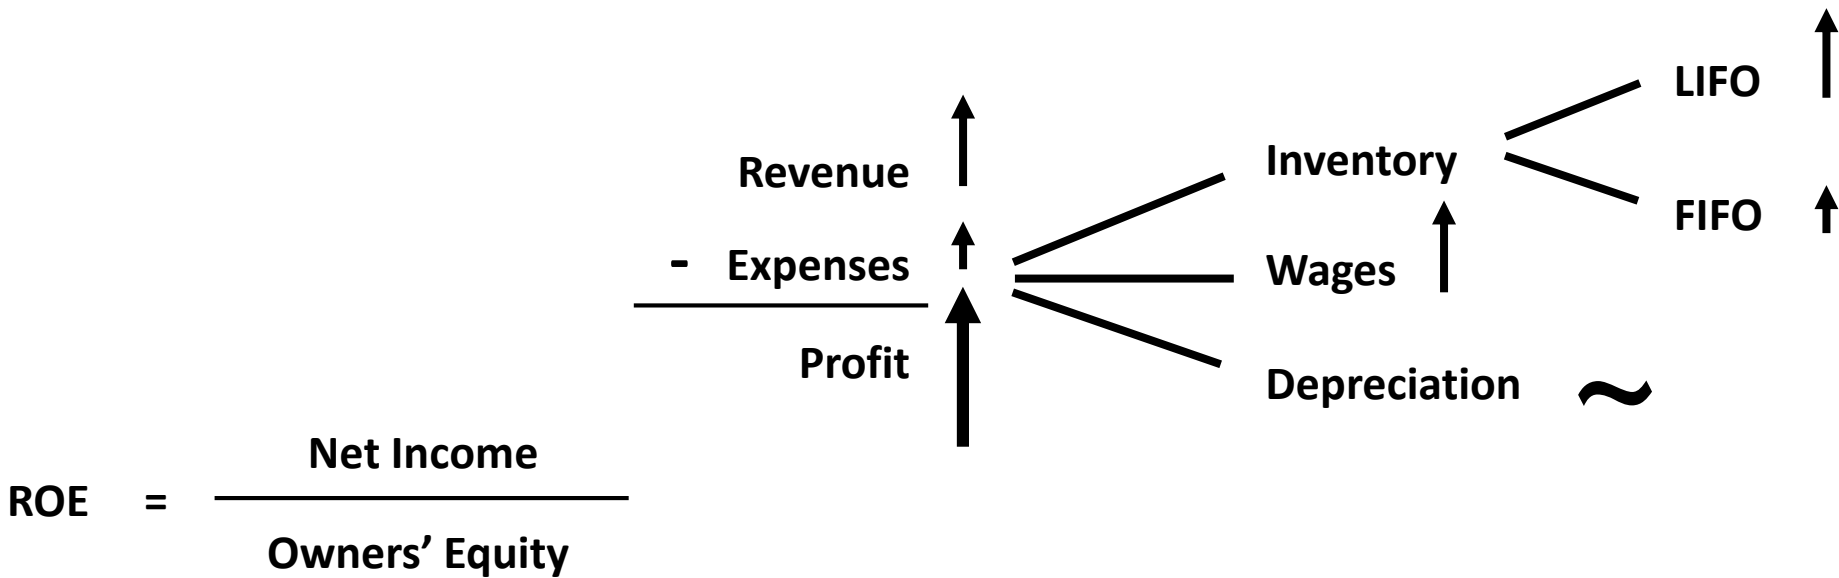 LIFO
Revenue
Inventory
FIFO
- Expenses
Wages
Profit
Depreciation ~
Net Income
ROE =
Owners’ Equity